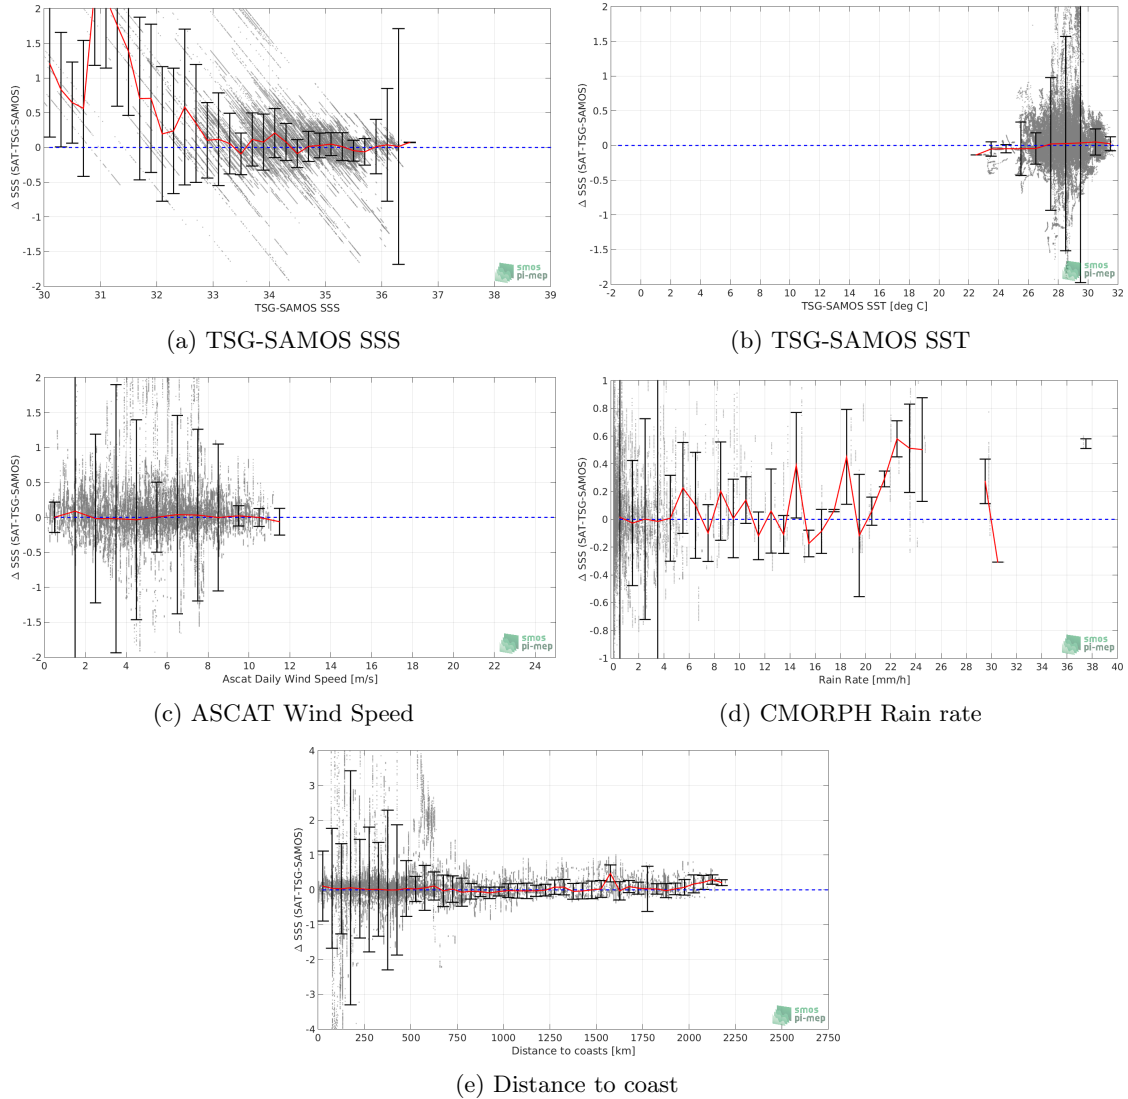 2
1.5
1
0.5
0
-0.5
-1
-1.5
-2
Δ SSS (SAT-TSG-SAMOS)
30 31 32 33 34 35 36 37 38 39
TSG-SAMOS SSS
smos
pi-mep
(a) TSG-SAMOS SSS
2
1.5
1
0.5
0
-0.5
-1
-1.5
-2
Δ SSS (SAT-TSG-SAMOS)
-2 0 2 4 6 8 10 12 14 16 18 20 22 24 26 28 30 32
TSG-SAMOS SST [deg C]
smos
pi-mep
(b) TSG-SAMOS SST
2
1.5
1
0.5
0
-0.5
-1
-1.5
-2
Δ SSS (SAT-TSG-SAMOS)
0 2 4 6 8 10 12 14 16 18 20 22 24
Ascat Daily Wind Speed [m/s]
smos
pi-mep
(c) ASCAT Wind Speed
1
0.8
0.6
0.4
0.2
0
-0.2
-0.4
-0.6
-0.8
-1
Δ SSS (SAT-TSG-SAMOS)
0 2 4 6 8 10 12 14 16 18 20 22 24 26 28 30 32 34 36 38 40
Rain Rate [mm/h]
smos
pi-mep
(d) CMORPH Rain rate
4
3
2
1
0
-1
-2
-3
-4
Δ SSS (SAT-TSG-SAMOS)
0 250 500 750 1000 1250 1500 1750 2000 2250 2500 2750
Distance to coasts [km]
smos
pi-mep
(e) Distance to coast